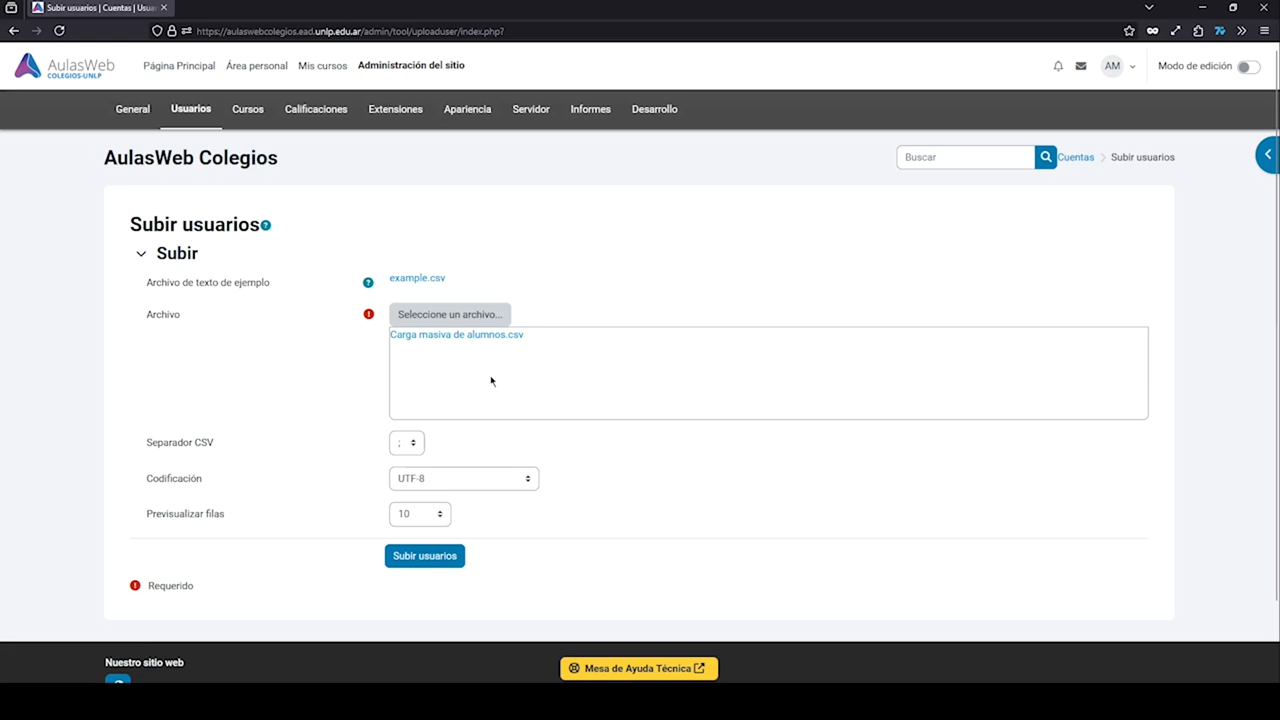 Subir usuarios | Cuentas | Usua
https://aulaswebcolegios.ead.unlp.edu.ar/admin/tool/uploaduser/index.php?
AulasWeb
COLEGIOS-UNLP
Página Principal
Área personal
Mis cursos
Administración del sitio
AM
Modo de edición
General
Usuarios
Cursos
Calificaciones
Extensiones
Apariencia
Servidor
Informes
Desarrollo
AulasWeb Colegios
Buscar
Cuentas
Subir usuarios
Subir usuarios
Subir
Archivo de texto de ejemplo
example.csv
Archivo
Seleccione un archivo...
Carga masiva de alumnos.csv
Separador CSV
;
Codificación
UTF-8
Previsualizar filas
10
Subir usuarios
Requerido
Nuestro sitio web
Mesa de Ayuda Técnica